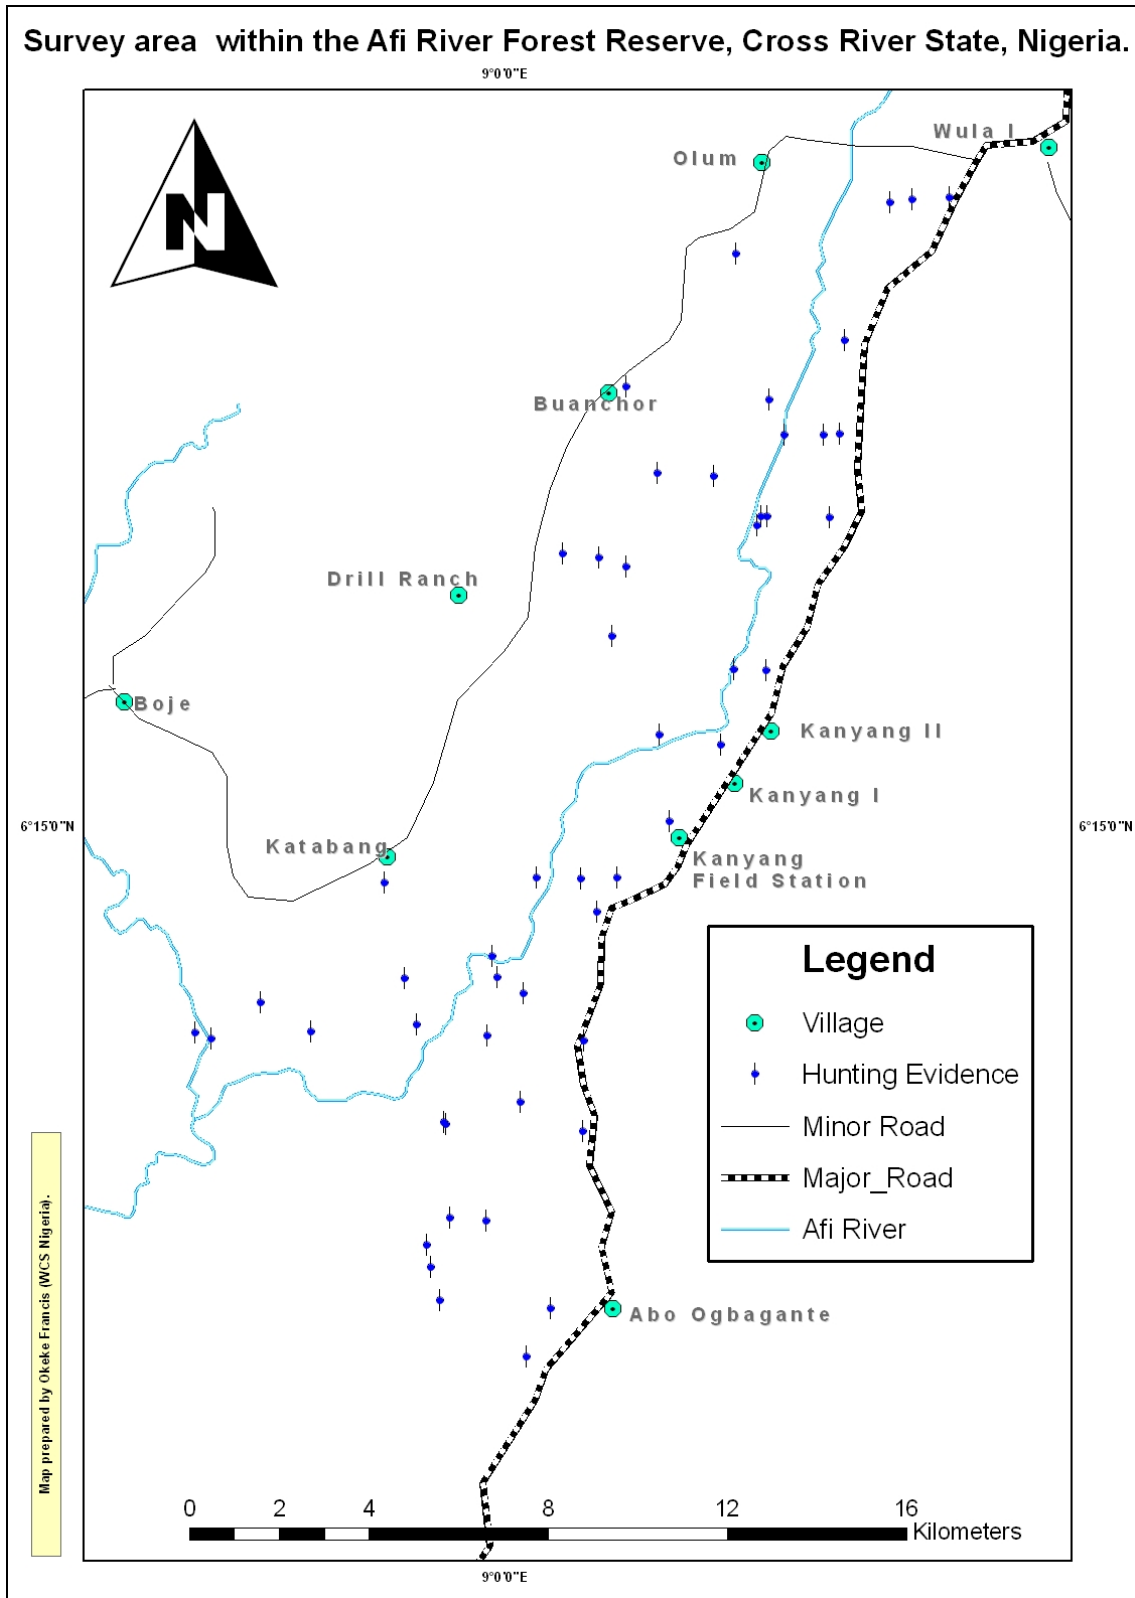 Survey area within the Afi River Forest Reserve, Cross River State, Nigeria.
9°0'0"E
N
Wula I
Olum
Buanchor
Drill Ranch
Boje
Kanyang II
Kanyang I
6°15'0"N
6°15'0"N
Katabang
Kanyang
Field Station
Legend
Village
Hunting Evidence
Minor Road
Major_Road
Afi River
Abo Ogbagante
Map prepared by Okeke Francis (WCS Nigeria).
0 2 4 8 12 16
Kilometers
9°0'0"E